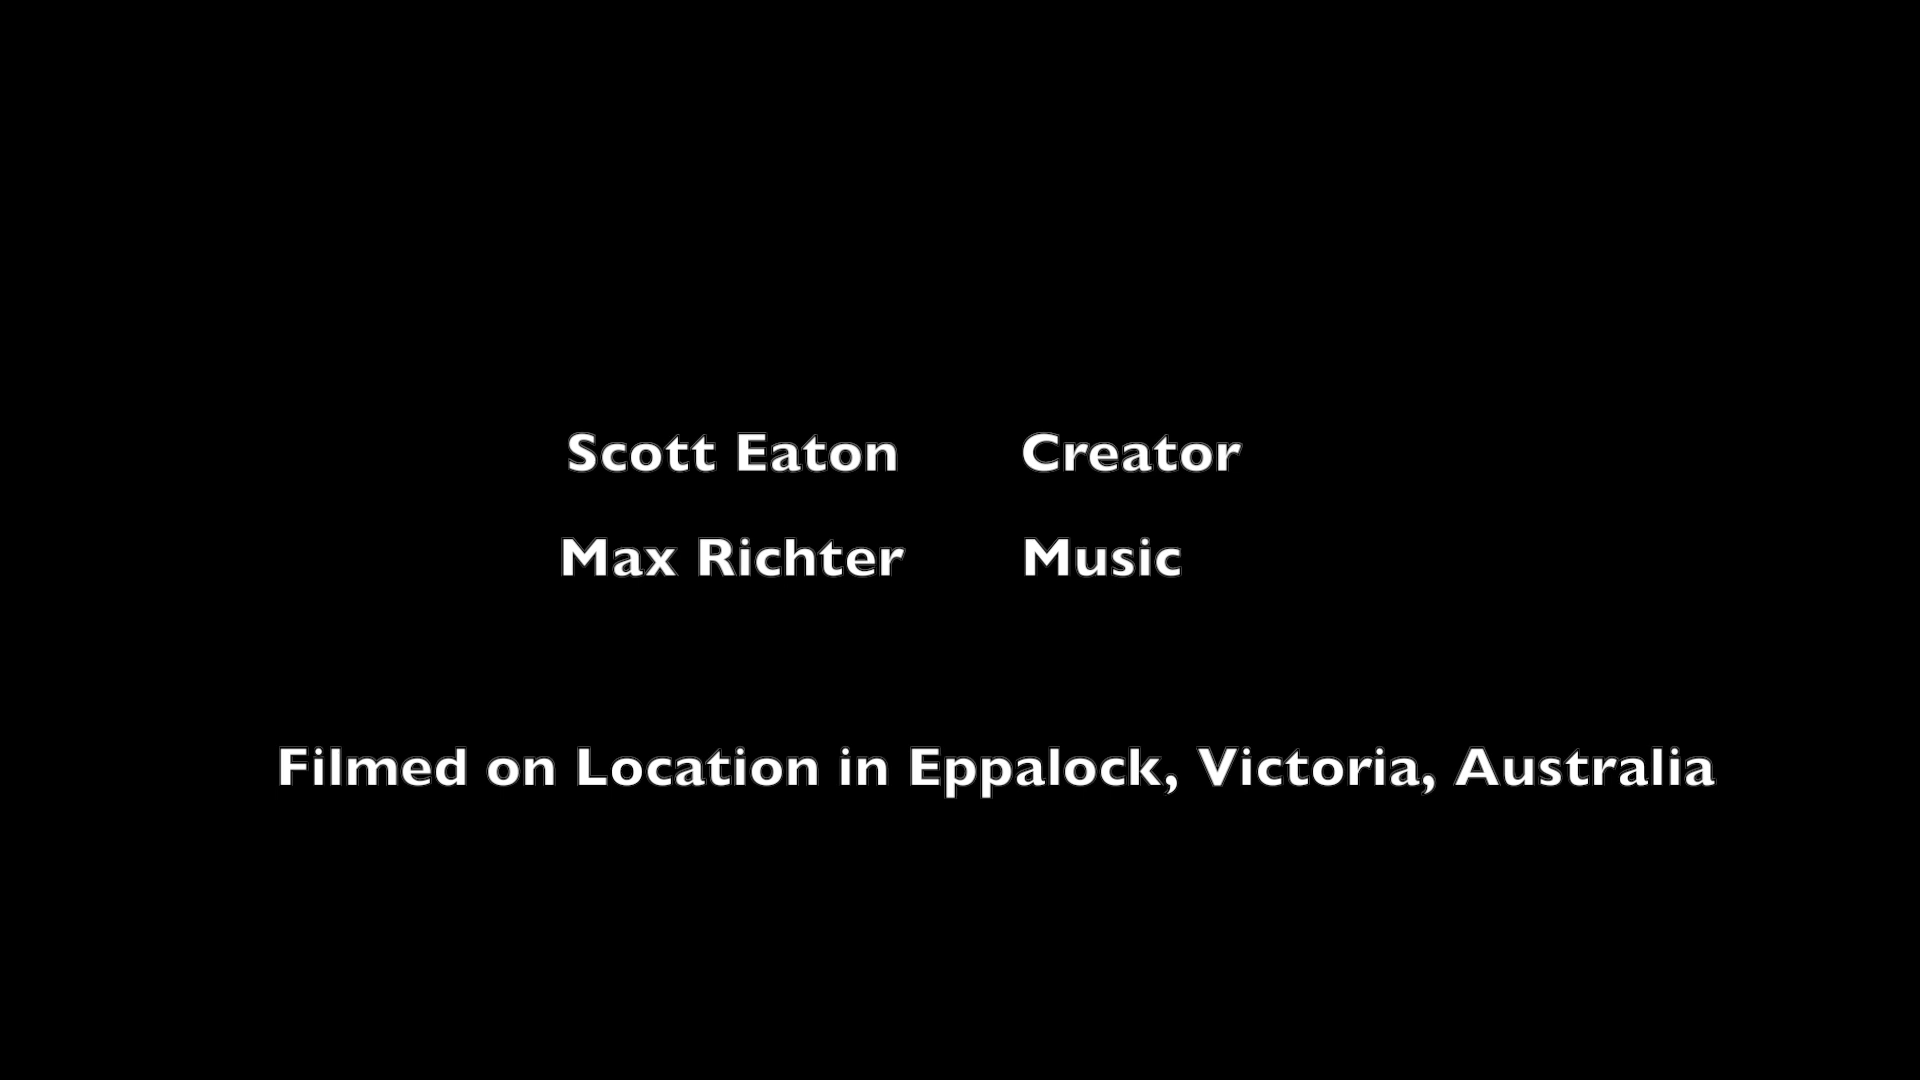 Scott Eaton Creator
Max Richter Music
Filmed on Location in Eppalock, Victoria, Australia